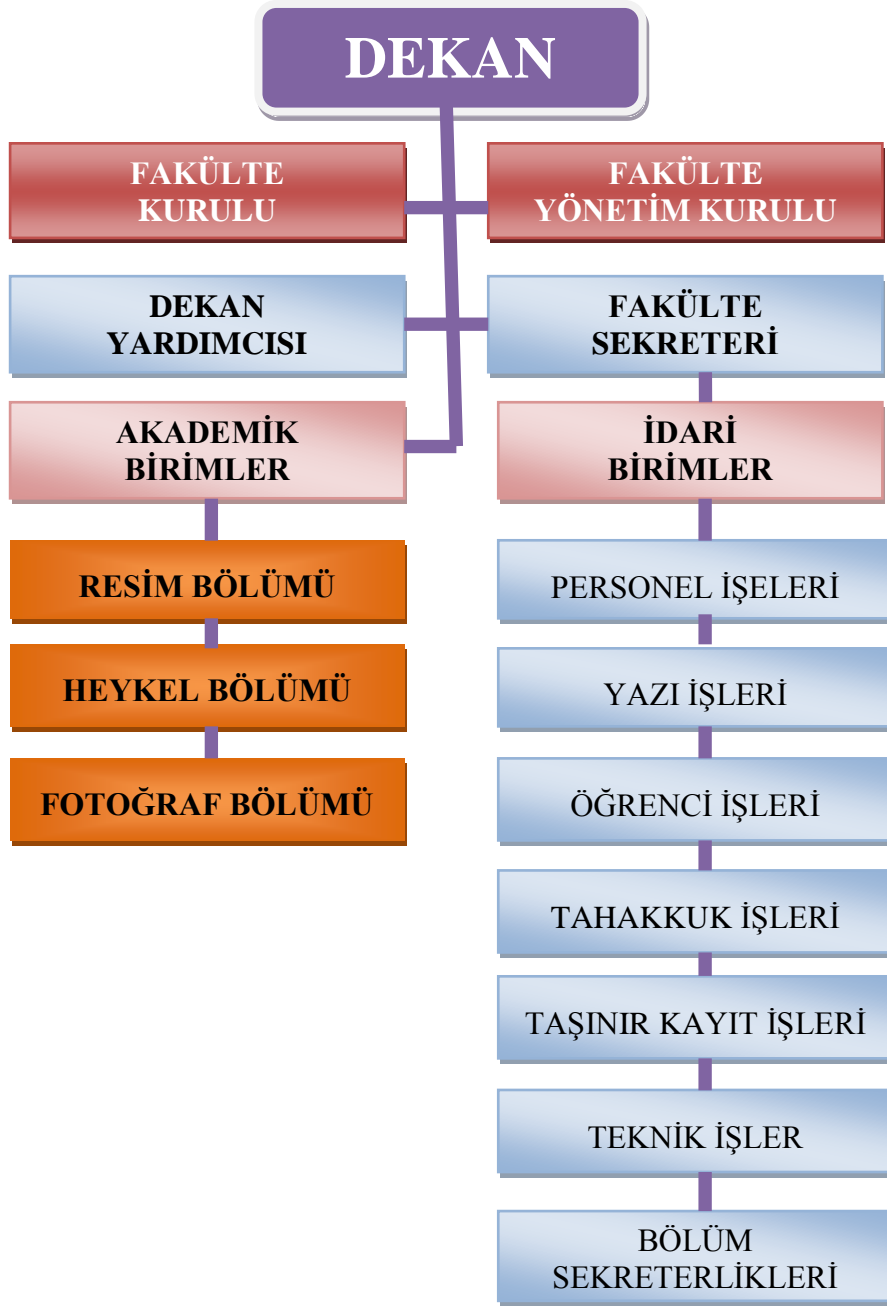 DEKAN
FAKÜLTE
KURULU
FAKÜLTE
YÖNETİM KURULU
DEKAN
YARDIMCISI
FAKÜLTE
SEKRETERİ
AKADEMİK
BİRİMLER
İDARİ
BİRİMLER
RESİM BÖLÜMÜ
HEYKEL BÖLÜMÜ
FOTOĞRAF BÖLÜMÜ
PERSONEL İŞELERİ
YAZI İŞLERİ
ÖĞRENCİ İŞLERİ
TAHAKKUK İŞLERİ
TAŞINIR KAYIT İŞLERİ
TEKNİK İŞLER
BÖLÜM
SEKRETERLİKLERİ